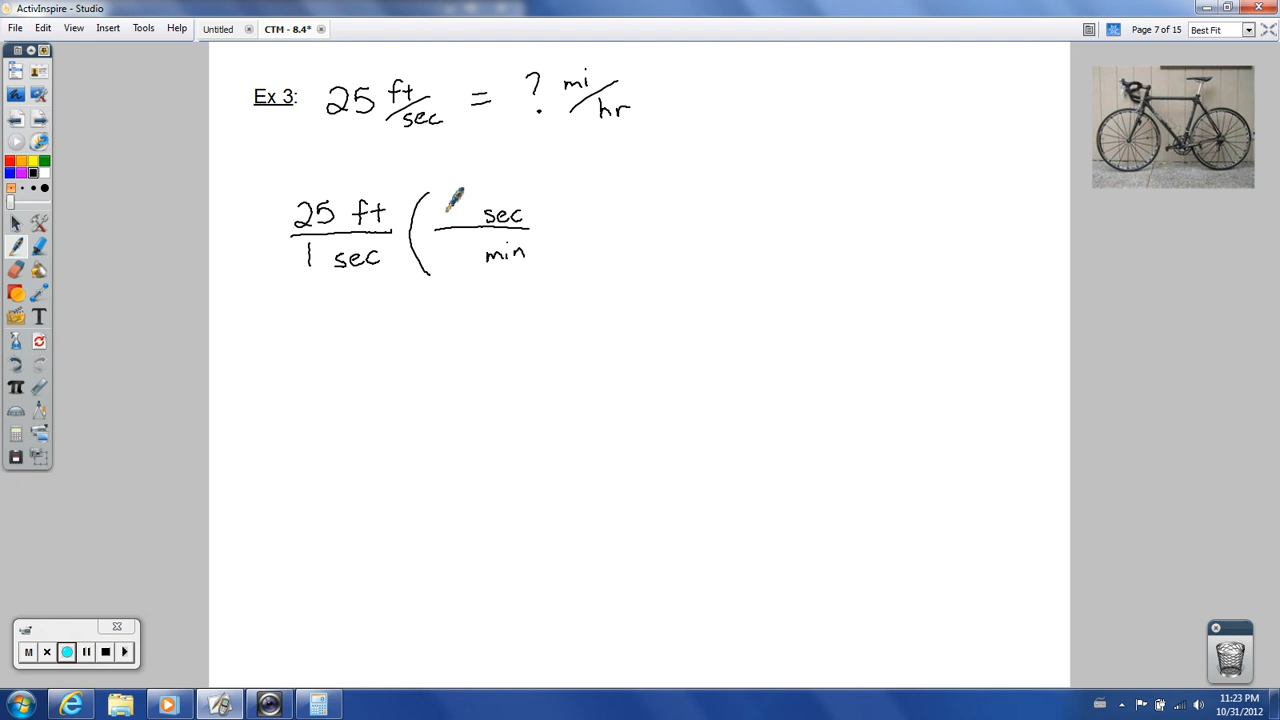 ActivInspire - Studio
File Edit View Insert Tools Help Untitled CTM - 8.4* Page 7 of 15 Best Fit
Ex 3: 25 ft/sec = ? mi/hr
25 ft ( sec
1 sec min
M
11:23 PM
10/31/2012